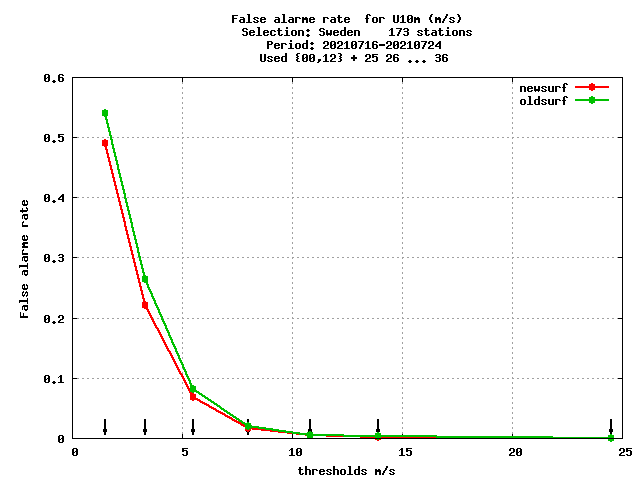 False alarme rate  for U10m (m/s)
Selection: Sweden    173 stations
Period: 20210716-20210724
Used {00,12} + 25 26 ... 36
newsurf
oldsurf
0.6
0.5
0.4
0.3
0.2
0.1
0
False alarme rate
0 5 10 15 20 25
thresholds m/s